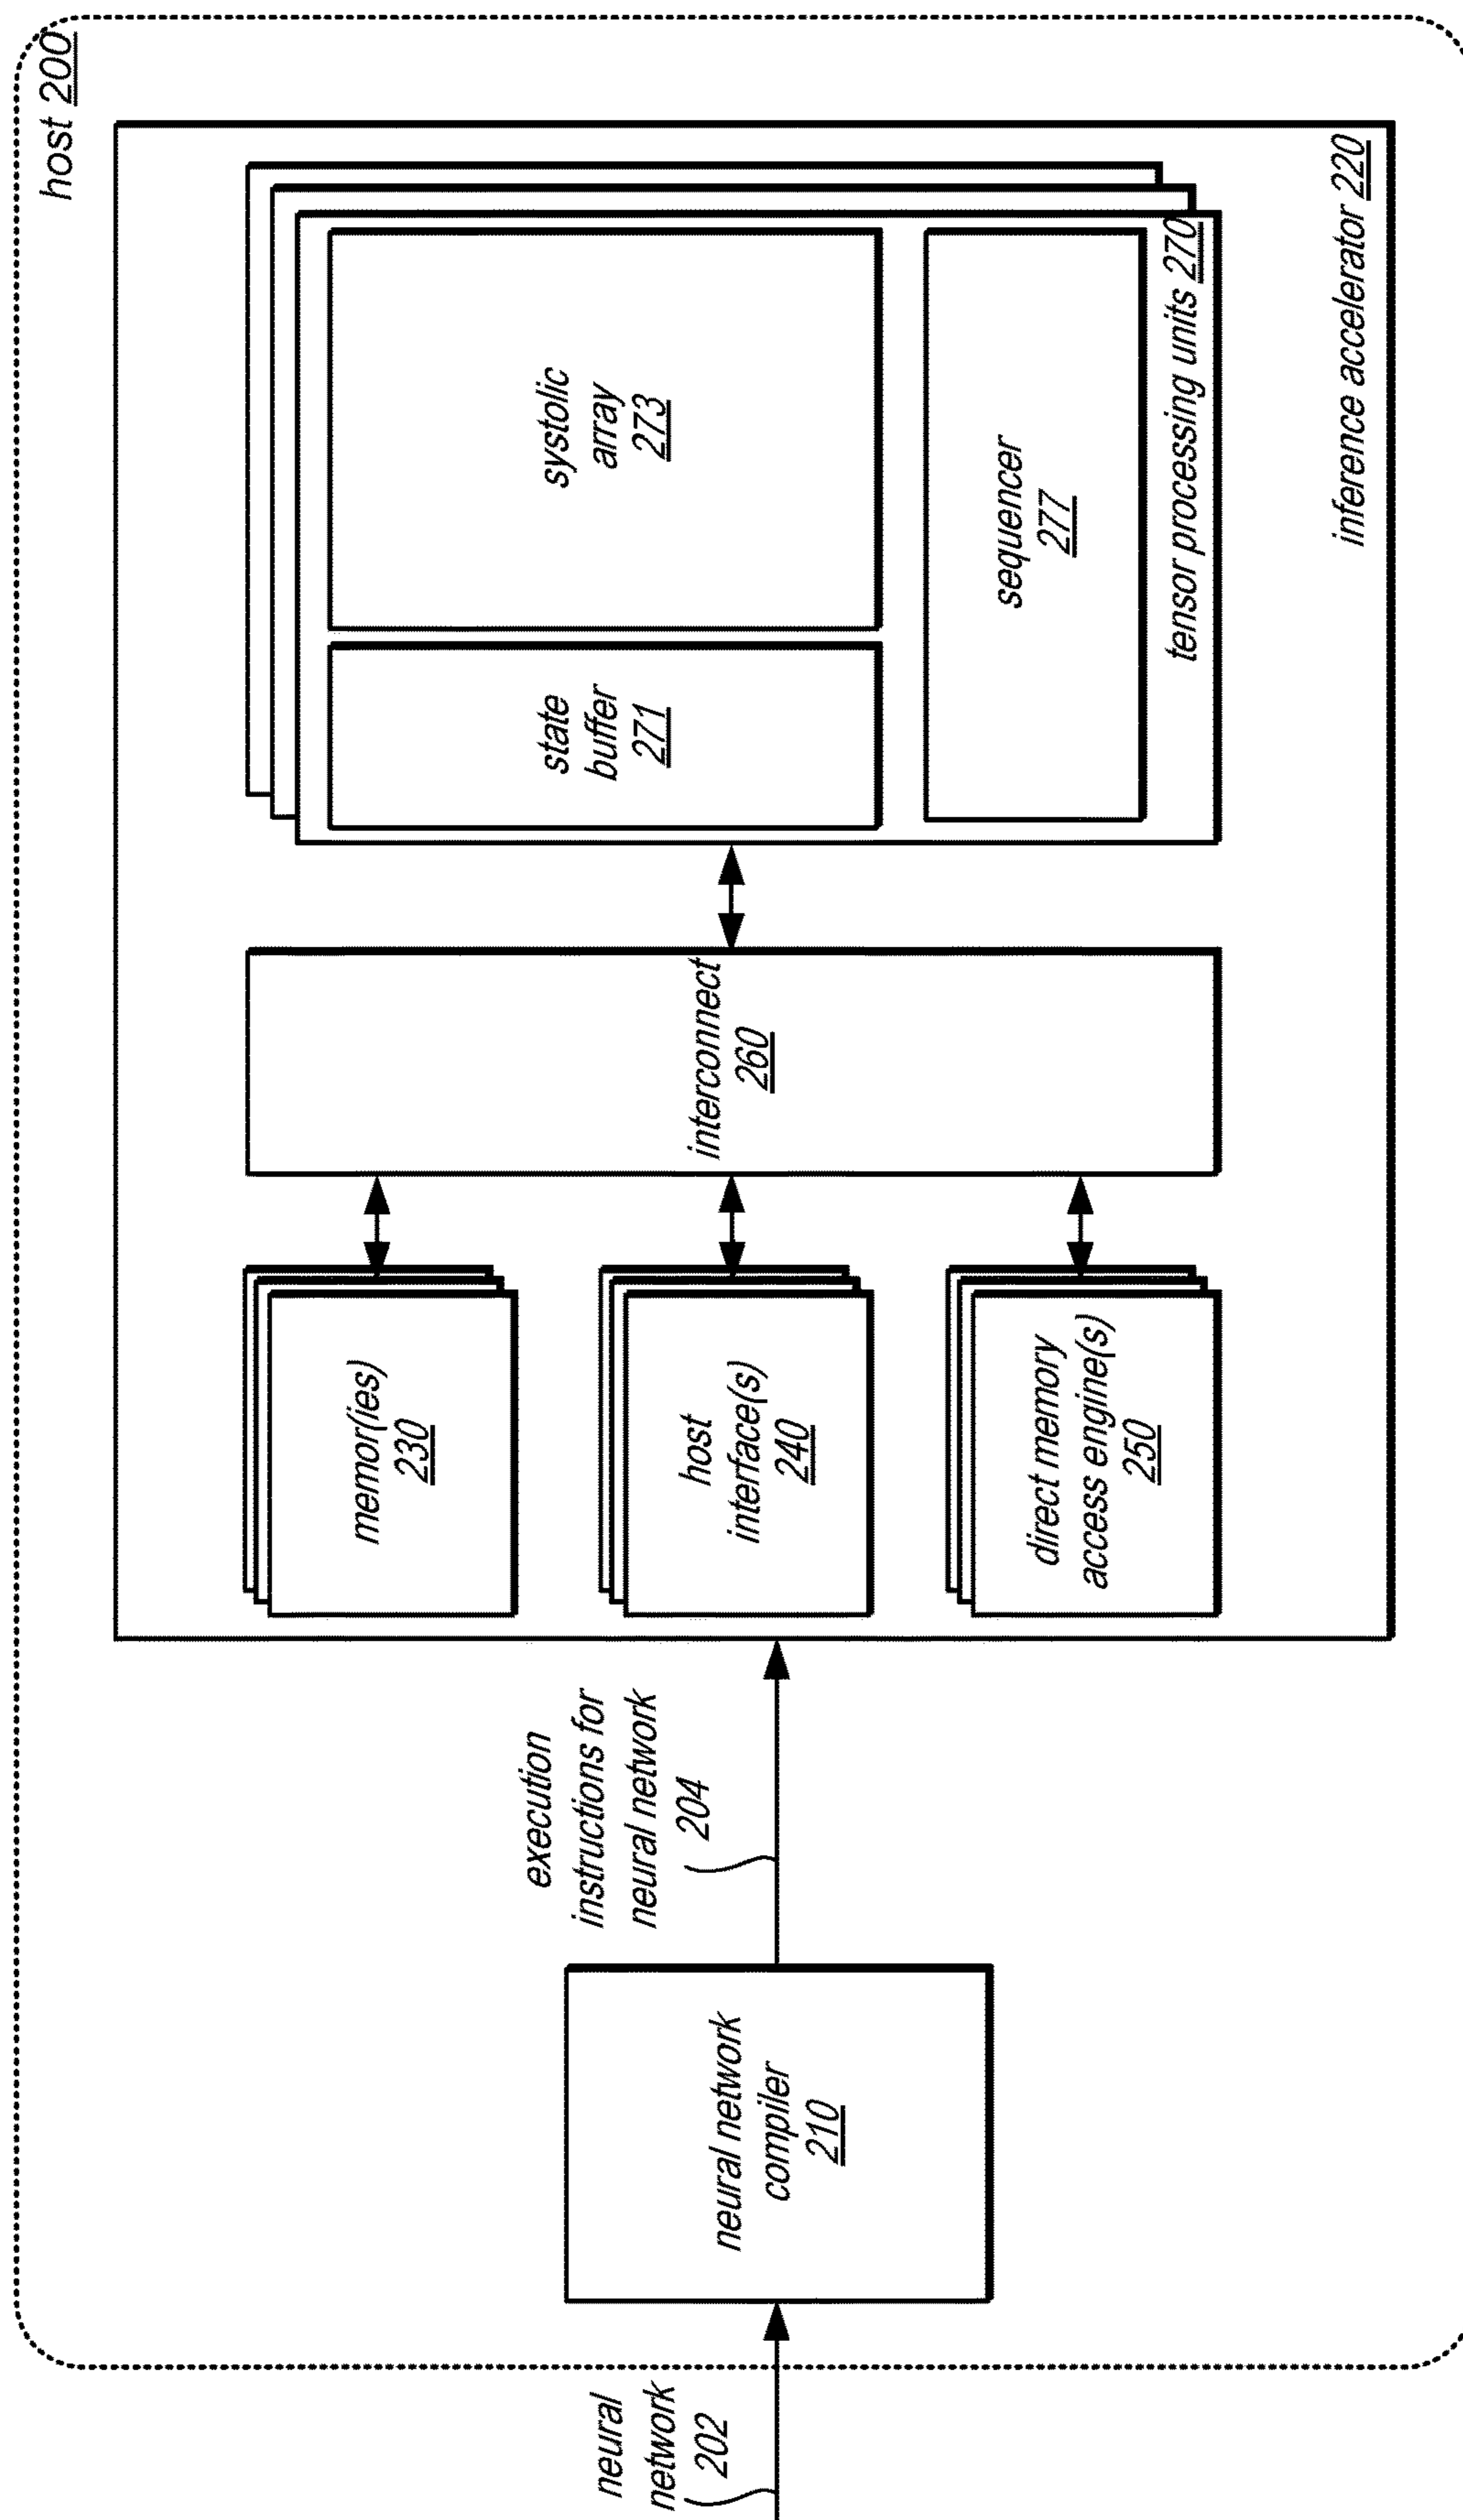 host 200
neural
network
202
neural network
compiler
210
execution
instructions for
neural network
204
memor(ies)
230
host
interface(s)
240
direct memory
access engine(s)
250
interconnect
260
state
buffer
271
systolic
array
273
sequencer
277
tensor processing units 270
inference accelerator 220